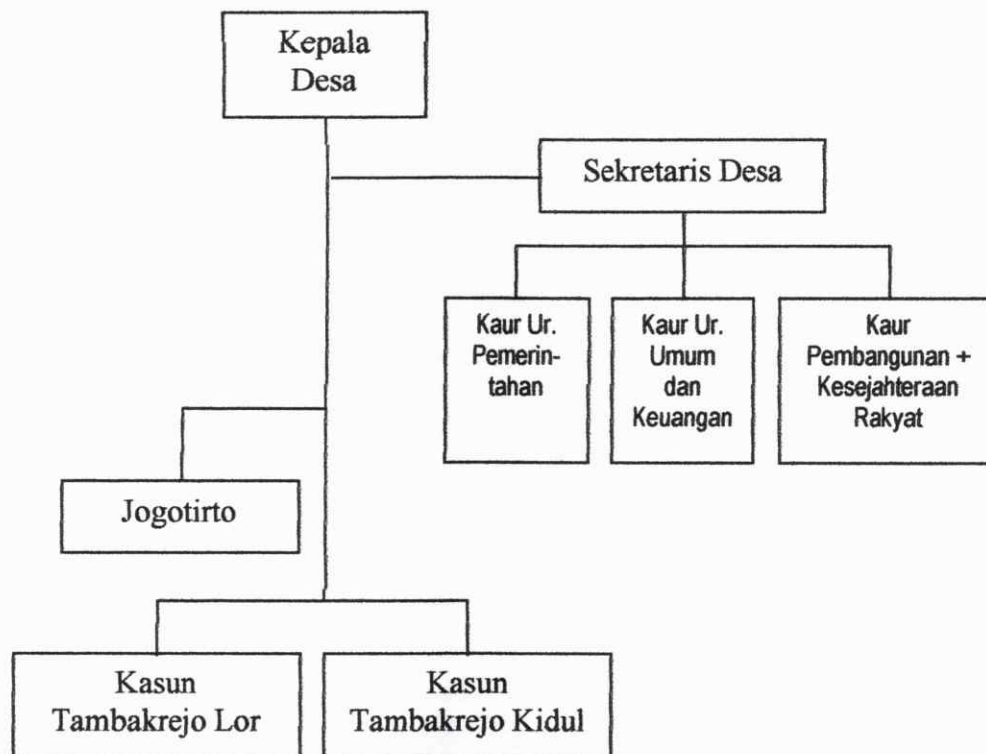 Kepala
Desa
Sekretaris Desa
Kaur Ur.
Pemerin-
tahan
Kaur Ur.
Umum
dan
Keuangan
Kaur
Pembangunan +
Kesejahteraan
Rakyat
Jogotirto
Kasun
Tambakrejo Lor
Kasun
Tambakrejo Kidul